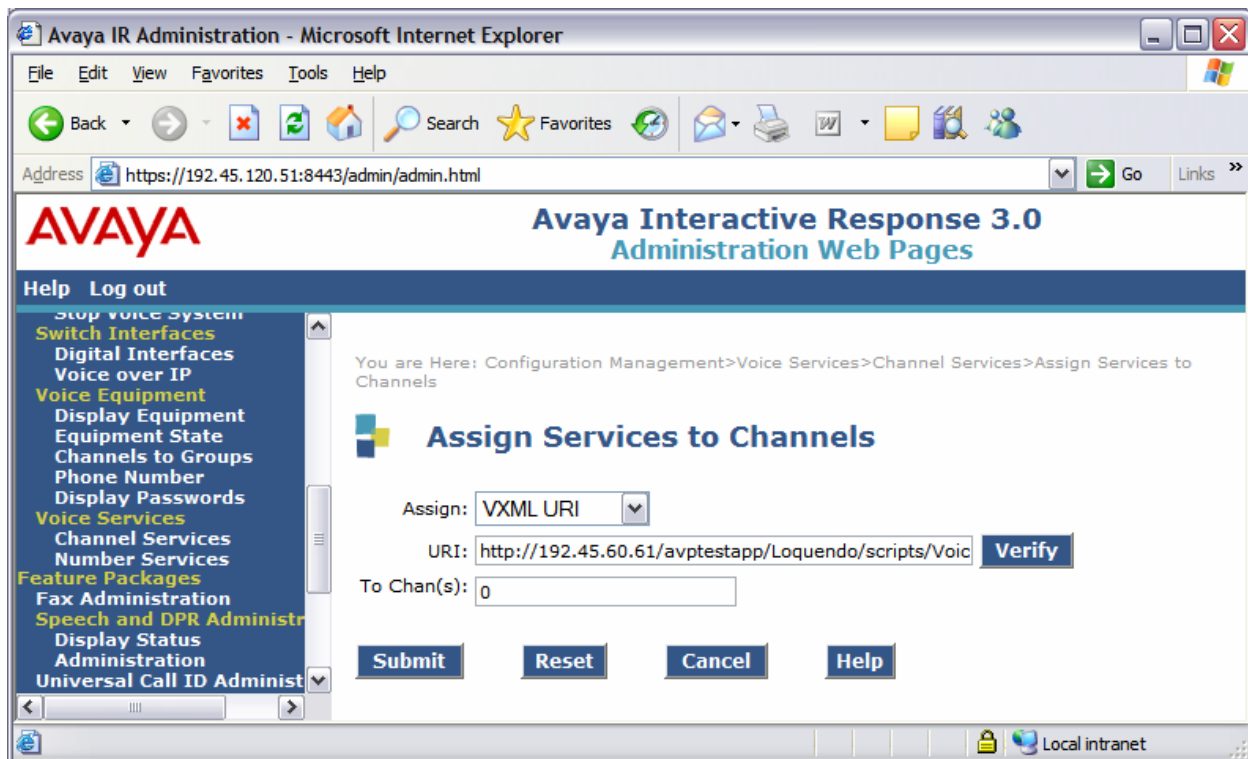 Avaya IR Administration - Microsoft Internet Explorer
File Edit View Favorites Tools Help
Back Search Favorites
Address https://192.45.120.51:8443/admin/admin.html Go Links »
AVAYA
Avaya Interactive Response 3.0
Administration Web Pages
Help Log out
Stop Voice System
Switch Interfaces
Digital Interfaces
Voice over IP
Voice Equipment
Display Equipment
Equipment State
Channels to Groups
Phone Number
Display Passwords
Voice Services
Channel Services
Number Services
Feature Packages
Fax Administration
Speech and DPR Administr
Display Status
Administration
Universal Call ID Administ
You are Here: Configuration Management>Voice Services>Channel Services>Assign Services to
Channels
Assign Services to Channels
Assign: VXML URI
URI: http://192.45.60.61/avptestapp/Loquendo/scripts/Voic Verify
To Chan(s): 0
Submit Reset Cancel Help
Local intranet